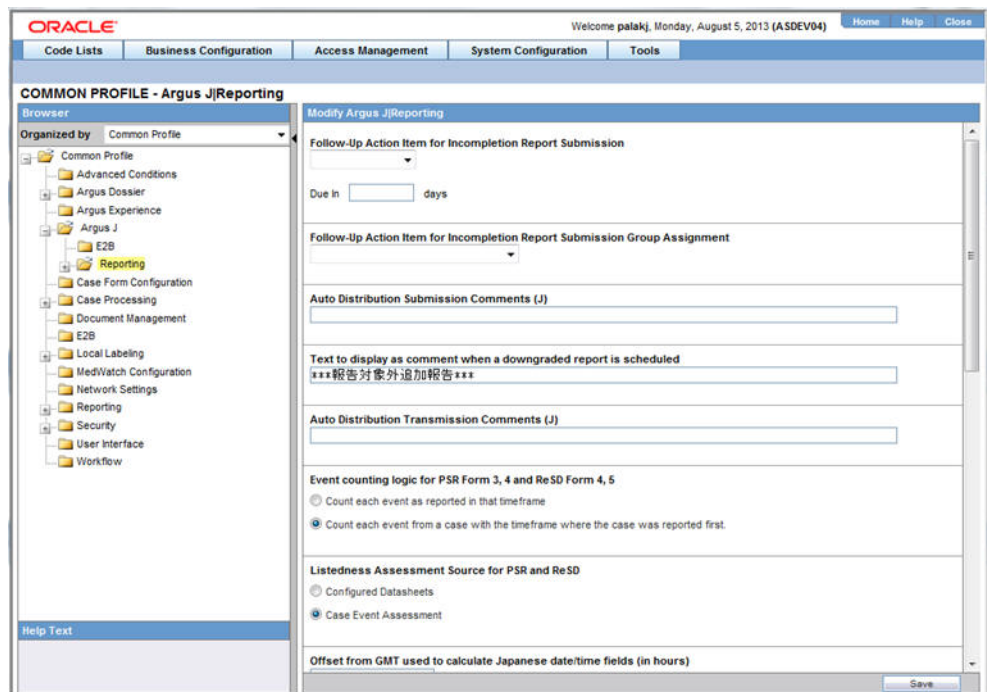 ORACLE
Welcome palakj, Monday, August 5, 2013 (ASDEV04)
Home Help Close
Code Lists Business Configuration Access Management System Configuration Tools
COMMON PROFILE - Argus J|Reporting
Browser
Organized by Common Profile
Common Profile
Advanced Conditions
Argus Dossier
Argus Experience
Argus J
E2B
Reporting
Case Form Configuration
Case Processing
Document Management
E2B
Local Labeling
MedWatch Configuration
Network Settings
Reporting
Security
User Interface
Workflow
Help Text
Modify Argus J|Reporting
Follow-Up Action Item for Incompletion Report Submission
Due In days
Follow-Up Action Item for Incompletion Report Submission Group Assignment
Auto Distribution Submission Comments (J)
Text to display as comment when a downgraded report is scheduled
***報告対象外追加報告***
Auto Distribution Transmission Comments (J)
Event counting logic for PSR Form 3, 4 and ReSD Form 4, 5
Count each event as reported in that timeframe
Count each event from a case with the timeframe where the case was reported first.
Listedness Assessment Source for PSR and ReSD
Configured Datasheets
Case Event Assessment
Offset from GMT used to calculate Japanese date/time fields (in hours)
Save